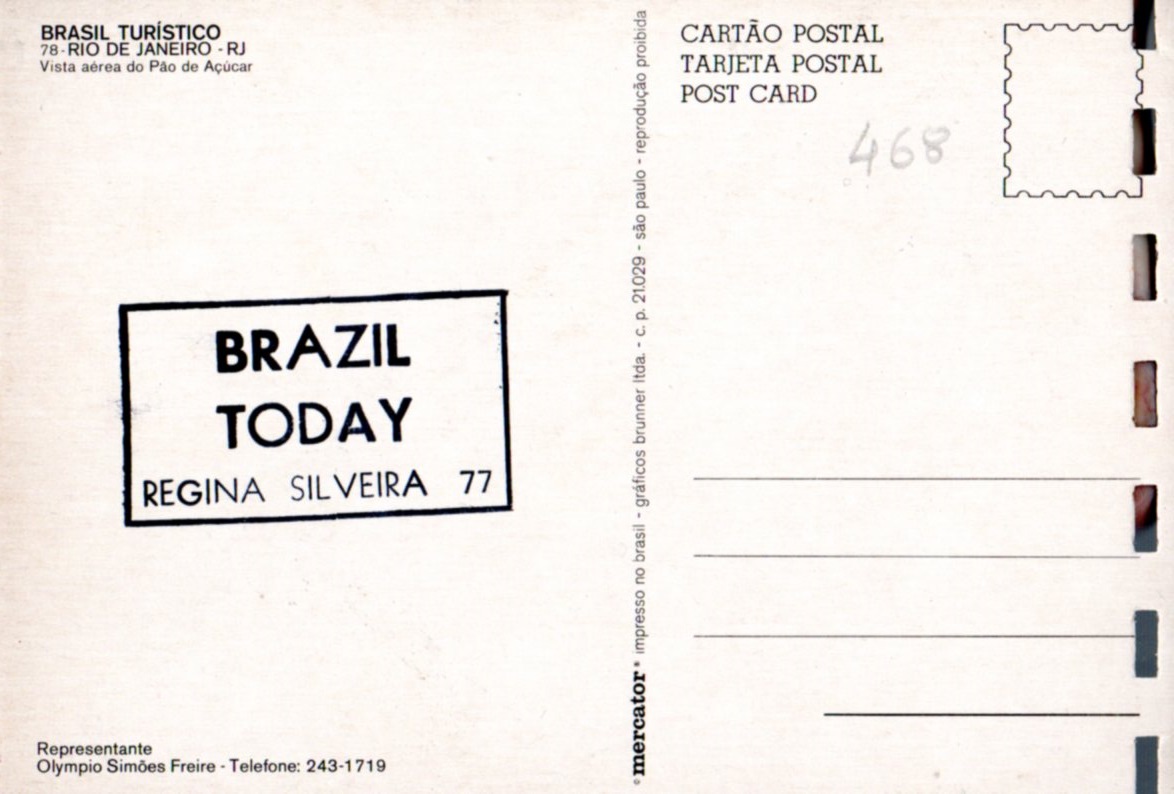 BRASIL TURÍSTICO
78-RIO DE JANEIRO - RJ
Vista aérea do Pão de Açúcar
BRAZIL
TODAY
REGINA SILVEIRA 77
Representante
Olympio Simões Freire - Telefone: 243-1719
mercator® impresso no brasil - gráficos brunner ltda. - c. p. 21.029 - são paulo - reprodução proibida
CARTÃO POSTAL
TARJETA POSTAL
POST CARD
468